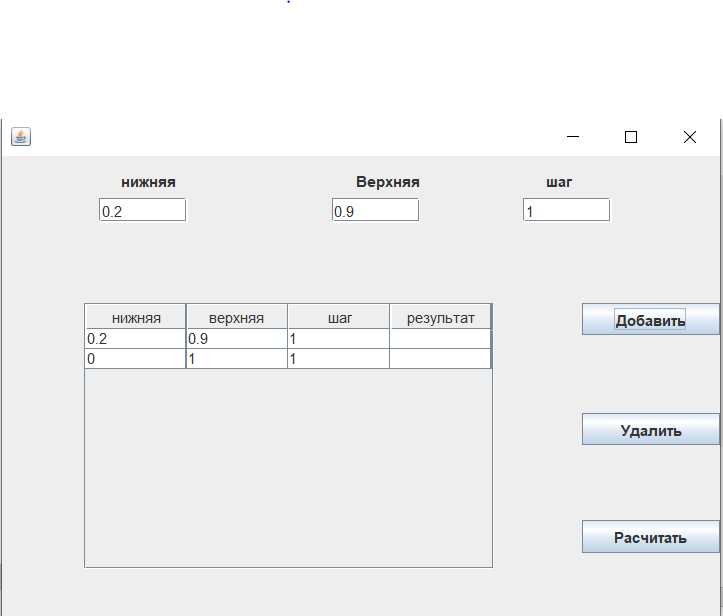 нижняя Верхняя шаг
0.2 0.9 1
нижняя верхняя шаг результат
0.2 0.9 1
0 1 1
Добавить
Удалить
Расчитать